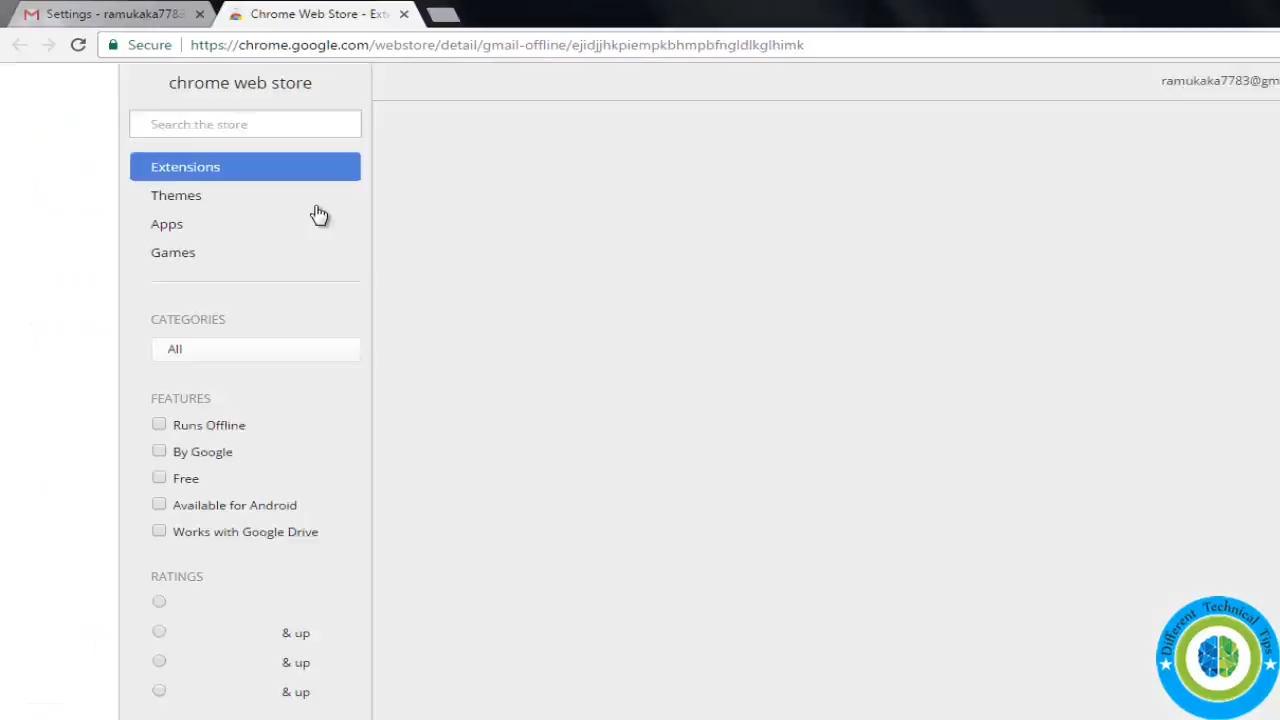 Settings - ramukaka7783
Chrome Web Store - Exte
Secure
https://chrome.google.com/webstore/detail/gmail-offline/ejidjjhkpiempkbhmpbfngldlkglhimk
chrome web store
ramukaka7783@gm
Search the store
Extensions
Themes
Apps
Games
CATEGORIES
All
FEATURES
Runs Offline
By Google
Free
Available for Android
Works with Google Drive
RATINGS
& up
& up
& up
Different Technical Tips